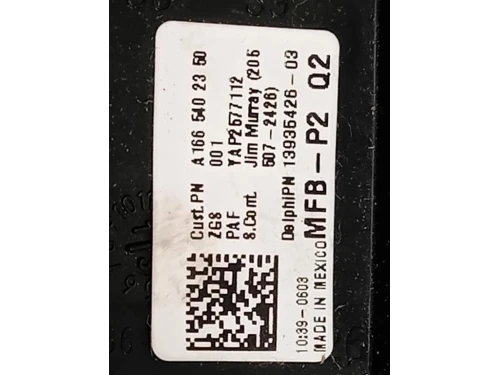 Cust.PN A 166 540 23 50
ZGS 001
PAF YAP2577112
8.Cont. Jim Murray (205
507-2426)
DelphiPN 13935426-03
MFB-P2 Q2
10:39-0603
MADE IN MEXICO